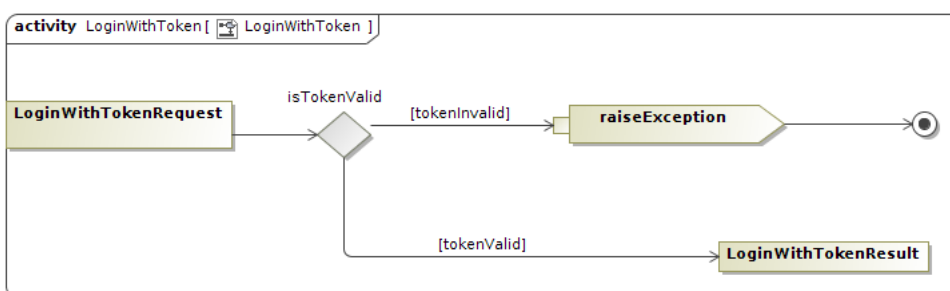 activity LoginWithToken [ LoginWithToken ]
isTokenValid
LoginWithTokenRequest
[tokenInvalid]
raiseException
[tokenValid]
LoginWithTokenResult